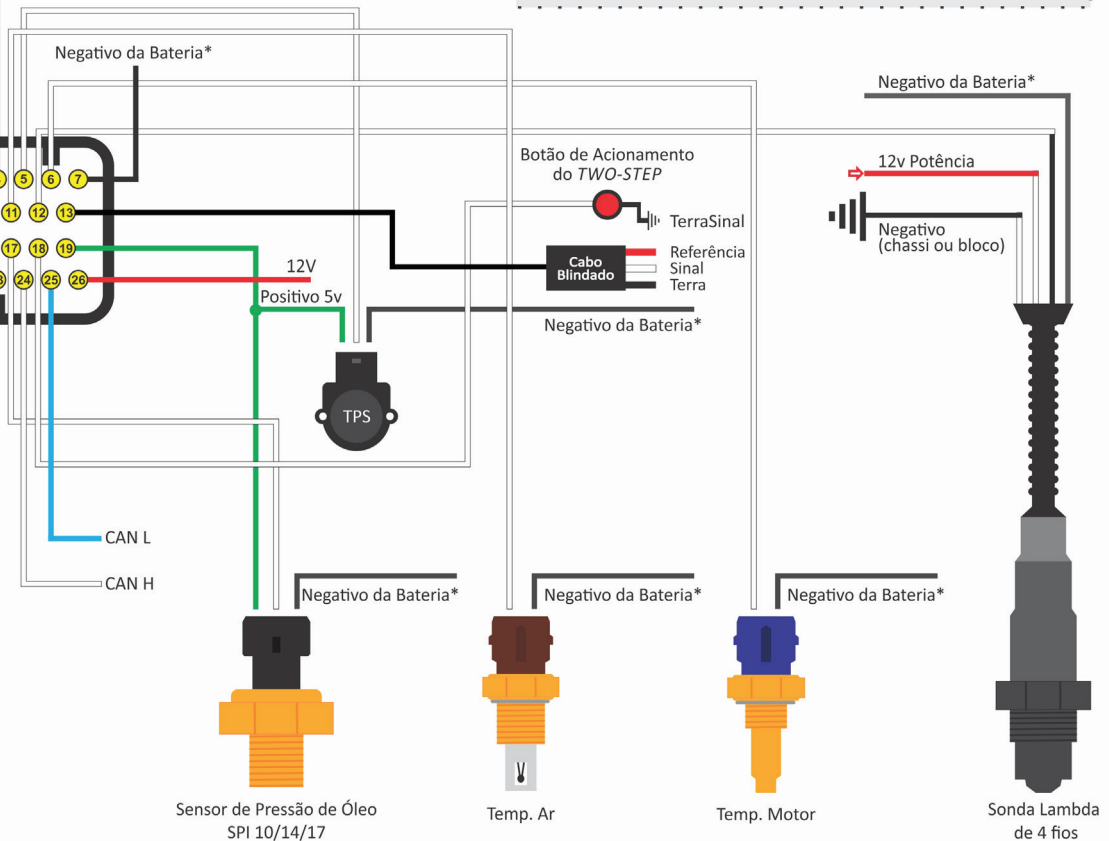 Negativo da Bateria*
Negativo da Bateria*
Botão de Acionamento
do TWO-STEP
12v Potência
5
6
7
11
12
13
TerraSinal
Negativo
(chassi ou bloco)
17
18
19
Cabo
Blindado
Referência
Sinal
Terra
24
25
26
12V
Positivo 5v
Negativo da Bateria*
TPS
CAN L
CAN H
Negativo da Bateria*
Negativo da Bateria*
Negativo da Bateria*
Sensor de Pressão de Óleo
SPI 10/14/17
Temp. Ar
Temp. Motor
Sonda Lambda
de 4 fios